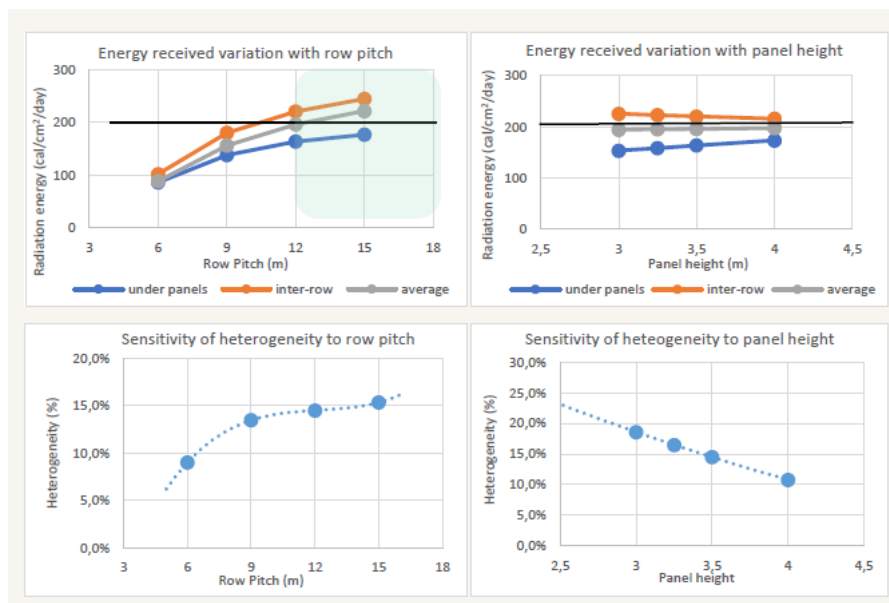 Energy received variation with row pitch
Radiation energy (cal/cm²/day)
300
200
100
0
3 6 9 12 15 18
Row Pitch (m)
under panels inter-row average
Energy received variation with panel height
Radiation energy (cal/cm²/day)
300
200
100
0
2,5 3 3,5 4 4,5
Panel height (m)
under panels inter-row average
Sensitivity of heterogeneity to row pitch
Heterogeneity (%)
20,0%
15,0%
10,0%
5,0%
0,0%
3 6 9 12 15 18
Row Pitch (m)
Sensitivity of heteogeneity to panel height
Heterogeneity (%)
30,0%
25,0%
20,0%
15,0%
10,0%
5,0%
0,0%
2,5 3 3,5 4 4,5
Panel height